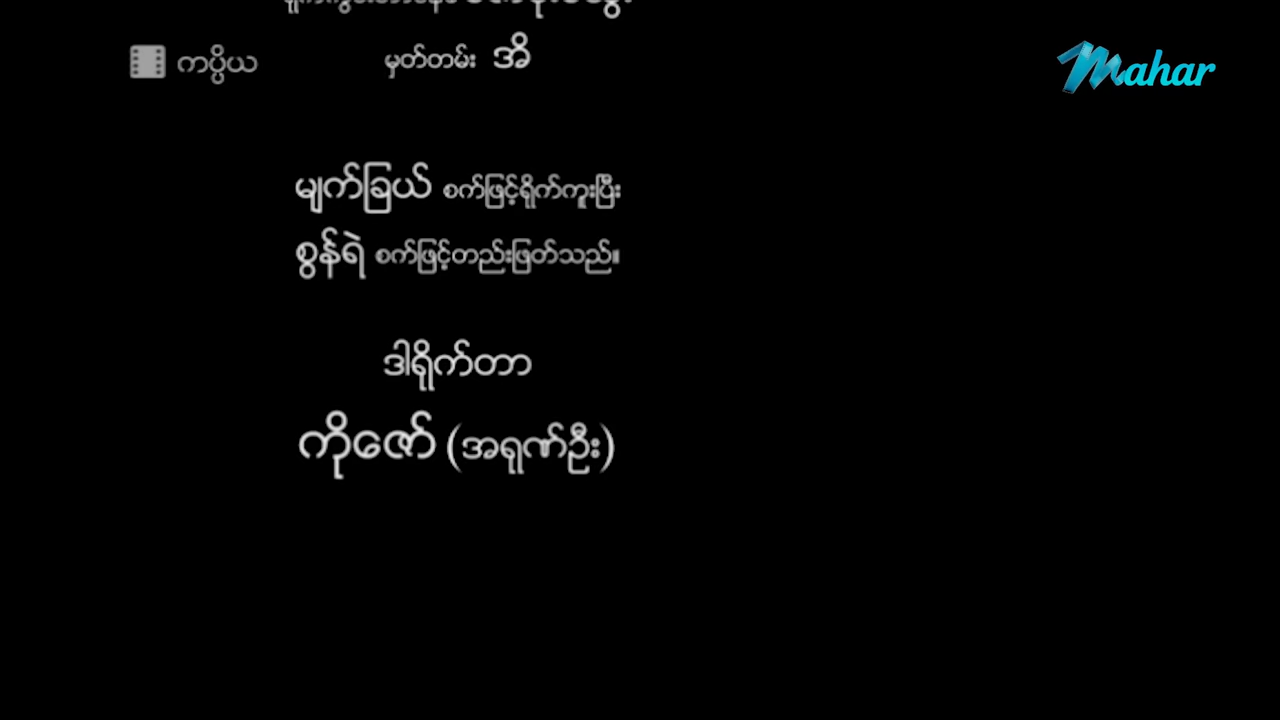 ကပ္ပိယ
မှတ်တမ်း အိ
Mahar
မျက်ခြယ် စက်ဖြင့်ရိုက်ကူးပြီး
စွန်ရဲ စက်ဖြင့်တည်းဖြတ်သည်။
ဒါရိုက်တာ
ကိုဇော် (အရုဏ်ဦး)